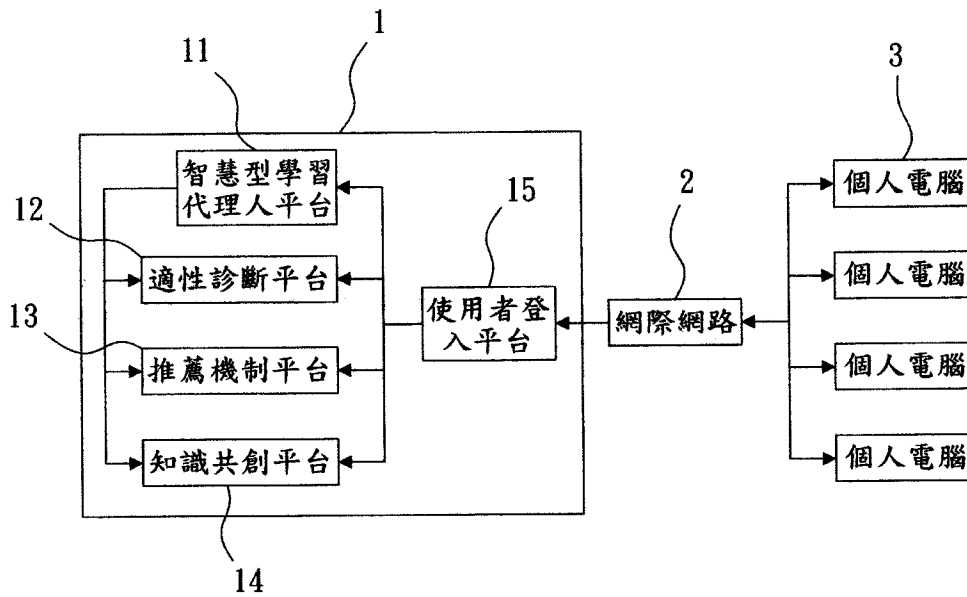 1
11
3
智慧型學習
代理人平台
個人電腦
15
2
12
適性診斷平台
個人電腦
使用者登
入平台
網際網路
13
推薦機制平台
個人電腦
知識共創平台
個人電腦
14